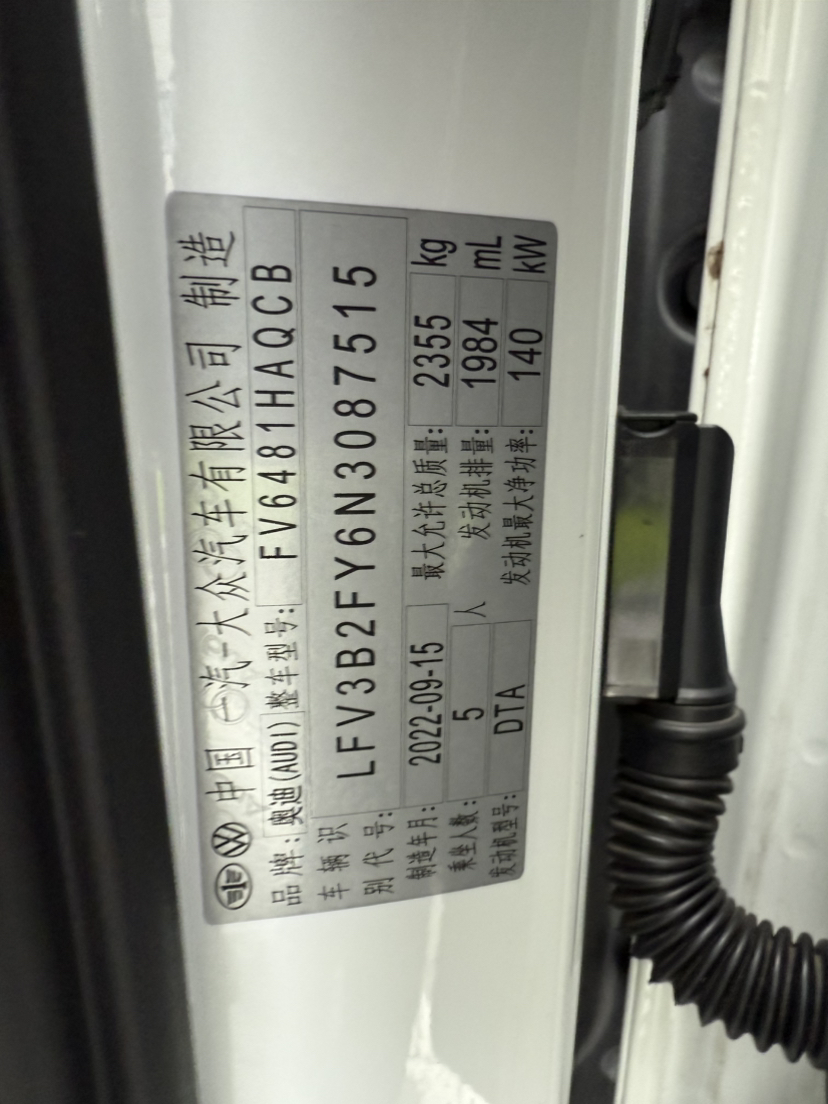 中国 一汽-大众汽车有限公司 制造
品牌: 奥迪(AUDI) 整车型号: FV6481HAQCB
车辆识别代号: LFV3B2FY6N3087515
制造年月: 2022-09-15 最大允许总质量: 2355 kg
乘坐人数: 5 人 发动机排量: 1984 mL
发动机型号: DTA 发动机最大净功率: 140 kW